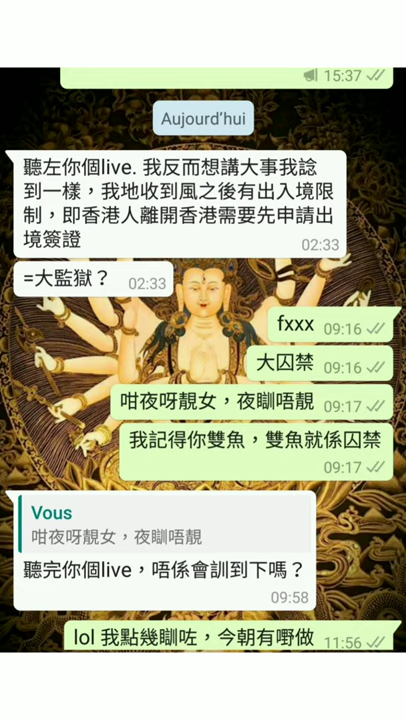 15:37
Aujourd'hui
聽左你個live. 我反而想講大事我諗
到一樣，我地收到風之後有出入境限
制，即香港人離開香港需要先申請出
境簽證
02:33
=大監獄？ 02:33
fxxx 09:16
大囚禁 09:16
咁夜呀靚女，夜瞓唔靚 09:17
我記得你雙魚，雙魚就係囚禁
09:17
Vous
咁夜呀靚女，夜瞓唔靚
聽完你個live，唔係會訓到下嗎？
09:58
lol 我點幾瞓咗，今朝有嘢做 11:56